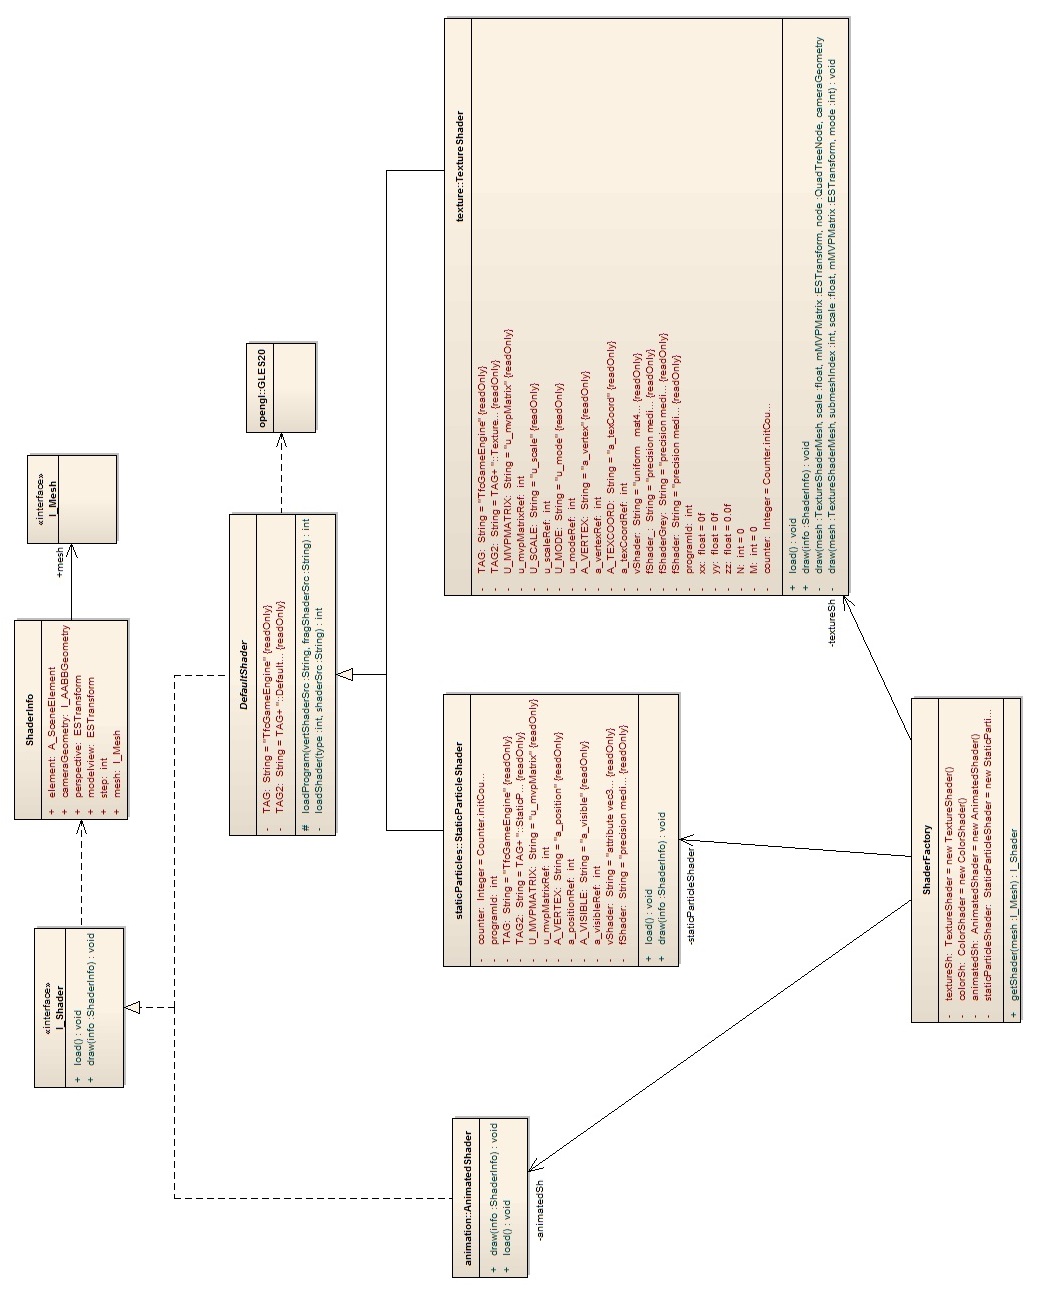 «interface»
I_Shader
+ load() : void
+ draw(info :ShaderInfo) : void
ShaderInfo
+ element: A_SceneElement
+ cameraGeometry: I_AABBGeometry
+ perspective: ESTransform
+ modelview: ESTransform
+ step: int
+ mesh: I_Mesh
+mesh
«interface»
I_Mesh
DefaultShader
- TAG: String = "TfcGameEngine" {readOnly}
- TAG2: String = TAG+ "::Default... {readOnly}
# loadProgram(vertShaderSrc :String, fragShaderSrc :String) : int
- loadShader(type :int, shaderSrc :String) : int
opengl::GLES20
animation::AnimatedShader
+ draw(info :ShaderInfo) : void
+ load() : void
-animatedSh
staticParticles::StaticParticleShader
- counter: Integer = Counter.initCou...
- programId: int
- TAG: String = "TfcGameEngine" {readOnly}
- TAG2: String = TAG+ "::StaticP... {readOnly}
- U_MVPMATRIX: String = "u_mvpMatrix" {readOnly}
- u_mvpMatrixRef: int
- A_VERTEX: String = "a_position" {readOnly}
- a_positionRef: int
- A_VISIBLE: String = "a_visible" {readOnly}
- a_visibleRef: int
- vShader: String = "attribute vec3... {readOnly}
- fShader: String = "precision medi... {readOnly}
+ load() : void
+ draw(info :ShaderInfo) : void
-staticParticleShader
texture::TextureShader
- TAG: String = "TfcGameEngine" {readOnly}
- TAG2: String = TAG+ "::Texture... {readOnly}
- U_MVPMATRIX: String = "u_mvpMatrix" {readOnly}
- u_mvpMatrixRef: int
- U_SCALE: String = "u_scale" {readOnly}
- u_scaleRef: int
- U_MODE: String = "u_mode" {readOnly}
- u_modeRef: int
- A_VERTEX: String = "a_vertex" {readOnly}
- a_vertexRef: int
- A_TEXCOORD: String = "a_texCoord" {readOnly}
- a_texCoordRef: int
- vShader: String = "uniform mat4... {readOnly}
- fShader_: String = "precision medi... {readOnly}
- fShaderGrey: String = "precision medi... {readOnly}
- fShader: String = "precision medi... {readOnly}
- programId: int
- xx: float = 0f
- yy: float = 0f
- zz: float = 0.0f
- N: int = 0
- M: int = 0
- counter: Integer = Counter.initCou...
+ load() : void
+ draw(info :ShaderInfo) : void
- draw(mesh :TextureShaderMesh, scale :float, mMVPMatrix :ESTransform, node :QuadTreeNode, cameraGeometry
- draw(mesh :TextureShaderMesh, submeshIndex :int, scale :float, mMVPMatrix :ESTransform, mode :int) : void
-textureSh
ShaderFactory
- textureSh: TextureShader = new TextureShader()
- colorSh: ColorShader = new ColorShader()
- animatedSh: AnimatedShader = new AnimatedShader()
- staticParticleShader: StaticParticleShader = new StaticParti...
+ getShader(mesh :I_Mesh) : I_Shader